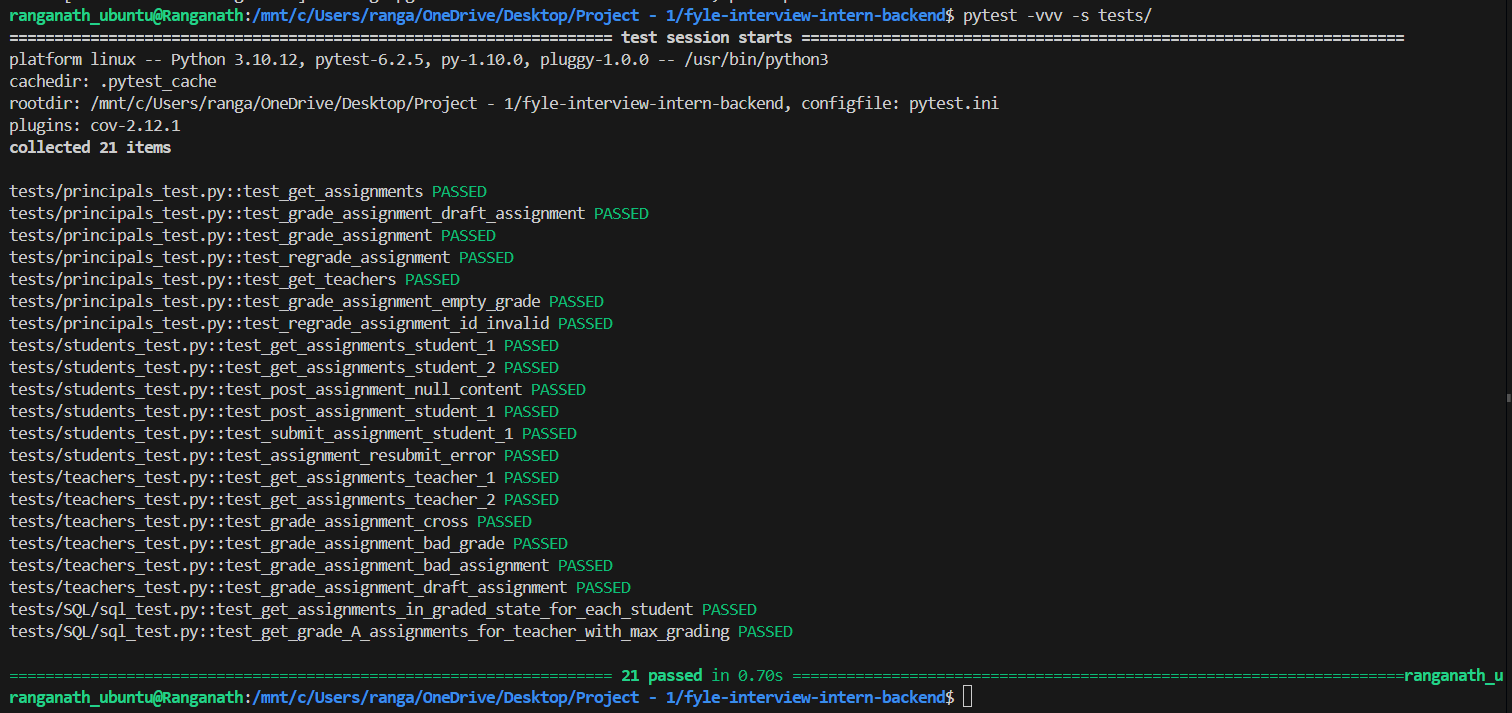 ranganath_ubuntu@Ranganath:/mnt/c/Users/ranga/OneDrive/Desktop/Project - 1/fyle-interview-intern-backend$ pytest -vvv -s tests/
=================================================================== test session starts ===================================================================
platform linux -- Python 3.10.12, pytest-6.2.5, py-1.10.0, pluggy-1.0.0 -- /usr/bin/python3
cachedir: .pytest_cache
rootdir: /mnt/c/Users/ranga/OneDrive/Desktop/Project - 1/fyle-interview-intern-backend, configfile: pytest.ini
plugins: cov-2.12.1
collected 21 items

tests/principals_test.py::test_get_assignments PASSED
tests/principals_test.py::test_grade_assignment_draft_assignment PASSED
tests/principals_test.py::test_grade_assignment PASSED
tests/principals_test.py::test_regrade_assignment PASSED
tests/principals_test.py::test_get_teachers PASSED
tests/principals_test.py::test_grade_assignment_empty_grade PASSED
tests/principals_test.py::test_regrade_assignment_id_invalid PASSED
tests/students_test.py::test_get_assignments_student_1 PASSED
tests/students_test.py::test_get_assignments_student_2 PASSED
tests/students_test.py::test_post_assignment_null_content PASSED
tests/students_test.py::test_post_assignment_student_1 PASSED
tests/students_test.py::test_submit_assignment_student_1 PASSED
tests/students_test.py::test_assignment_resubmit_error PASSED
tests/teachers_test.py::test_get_assignments_teacher_1 PASSED
tests/teachers_test.py::test_get_assignments_teacher_2 PASSED
tests/teachers_test.py::test_grade_assignment_cross PASSED
tests/teachers_test.py::test_grade_assignment_bad_grade PASSED
tests/teachers_test.py::test_grade_assignment_bad_assignment PASSED
tests/teachers_test.py::test_grade_assignment_draft_assignment PASSED
tests/SQL/sql_test.py::test_get_assignments_in_graded_state_for_each_student PASSED
tests/SQL/sql_test.py::test_get_grade_A_assignments_for_teacher_with_max_grading PASSED

=================================================================== 21 passed in 0.70s ====================================================================ranganath_u
ranganath_ubuntu@Ranganath:/mnt/c/Users/ranga/OneDrive/Desktop/Project - 1/fyle-interview-intern-backend$